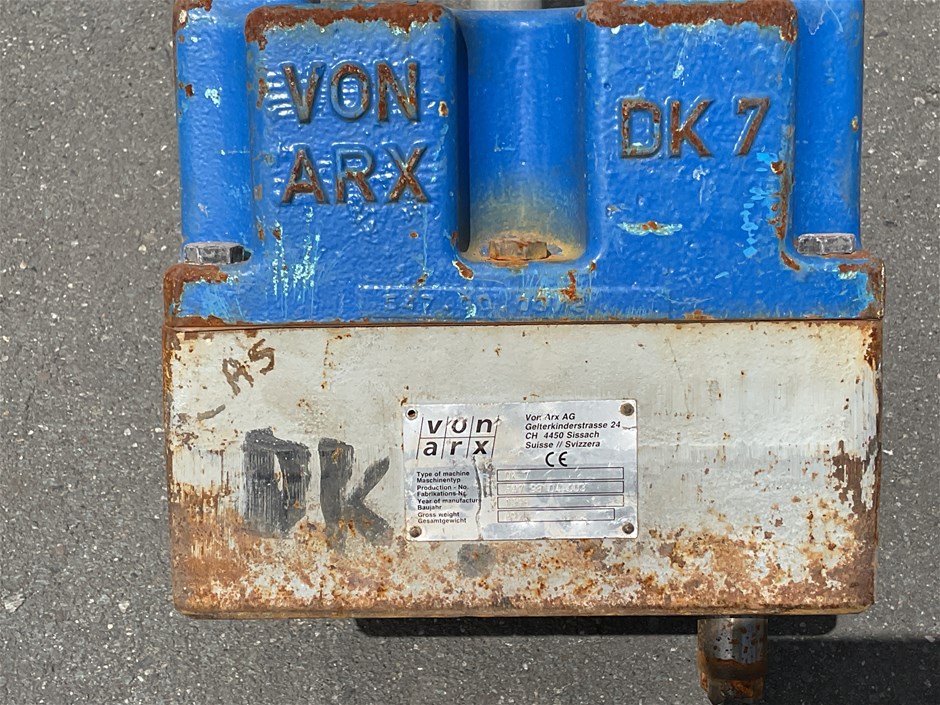 VON
ARX
DK 7
AS
DK
von
arx
Von Arx AG
Gelterkinderstrasse 24
CH 4450 Sissach
Suisse // Svizzera
CE
Type of machine
Maschinentyp
Production - No.
Fabrikations-Nr.
Year of manufacture
Baujahr
Gross weight
Gesamtgewicht